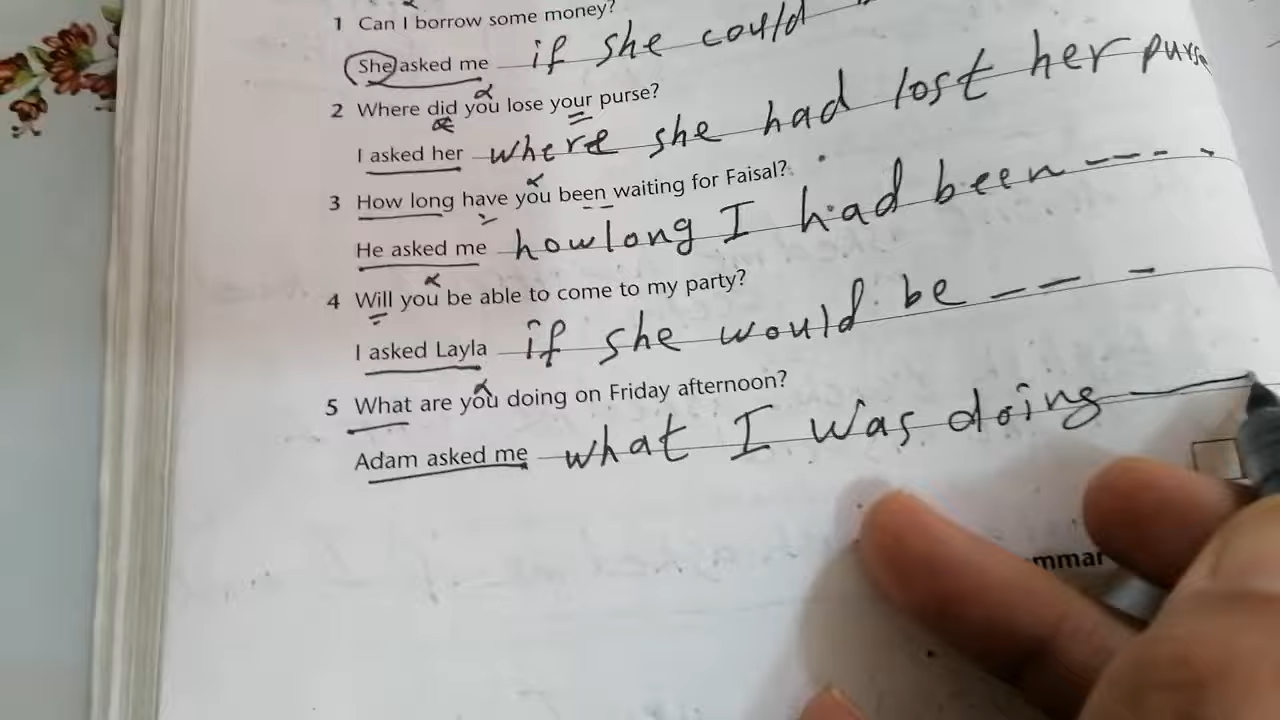 1 Can I borrow some money?
She asked me if she could
2 Where did you lose your purse?
I asked her where she had lost her purse
3 How long have you been waiting for Faisal?
He asked me howlong I had been ----
4 Will you be able to come to my party?
I asked Layla if she would be ---
5 What are you doing on Friday afternoon?
Adam asked me what I was doing
mmar